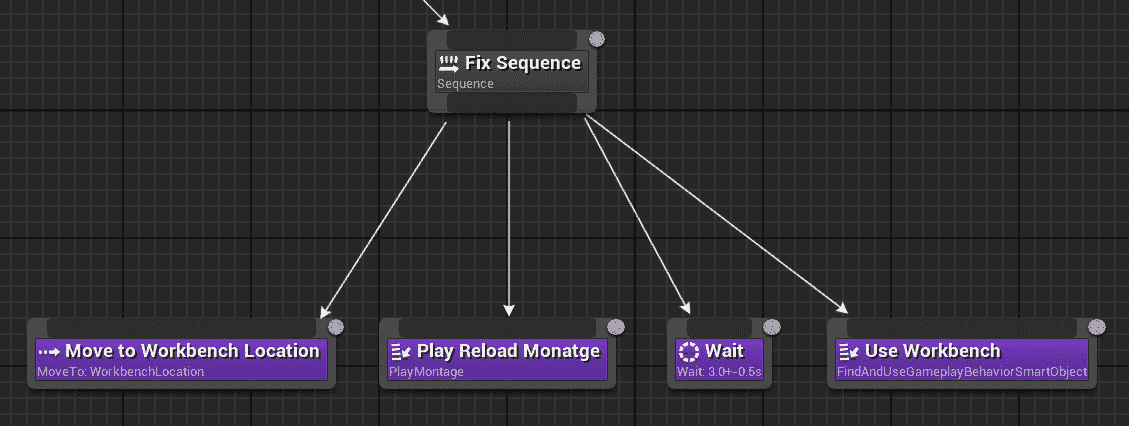 Fix Sequence
Sequence
Move to Workbench Location
MoveTo: WorkbenchLocation
Play Reload Monatge
PlayMontage
Wait
Wait: 3.0+-0.5s
Use Workbench
FindAndUseGameplayBehaviorSmartObject